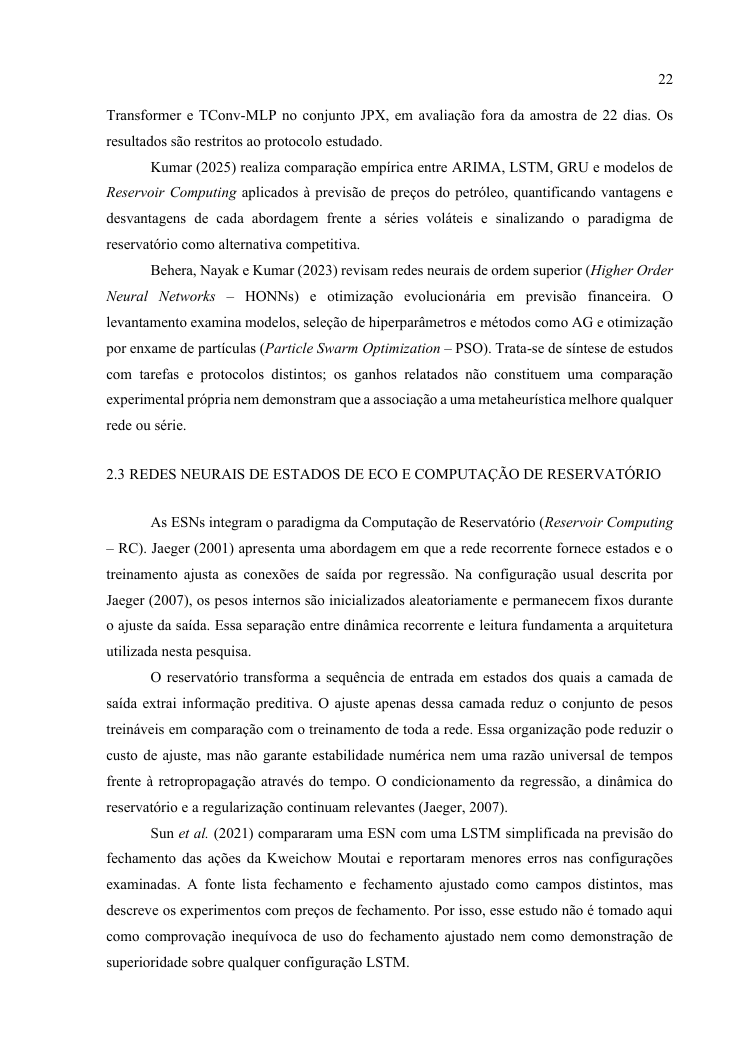 22
Transformer e TConv-MLP no conjunto JPX, em avaliação fora da amostra de 22 dias. Os
resultados são restritos ao protocolo estudado.
Kumar (2025) realiza comparação empírica entre ARIMA, LSTM, GRU e modelos de
Reservoir Computing aplicados à previsão de preços do petróleo, quantificando vantagens e
desvantagens de cada abordagem frente a séries voláteis e sinalizando o paradigma de
reservatório como alternativa competitiva.
Behera, Nayak e Kumar (2023) revisam redes neurais de ordem superior (Higher Order
Neural Networks – HONNs) e otimização evolucionária em previsão financeira. O
levantamento examina modelos, seleção de hiperparâmetros e métodos como AG e otimização
por enxame de partículas (Particle Swarm Optimization – PSO). Trata-se de síntese de estudos
com tarefas e protocolos distintos; os ganhos relatados não constituem uma comparação
experimental própria nem demonstram que a associação a uma metaheurística melhore qualquer
rede ou série.
2.3 REDES NEURAIS DE ESTADOS DE ECO E COMPUTAÇÃO DE RESERVATÓRIO
As ESNs integram o paradigma da Computação de Reservatório (Reservoir Computing
– RC). Jaeger (2001) apresenta uma abordagem em que a rede recorrente fornece estados e o
treinamento ajusta as conexões de saída por regressão. Na configuração usual descrita por
Jaeger (2007), os pesos internos são inicializados aleatoriamente e permanecem fixos durante
o ajuste da saída. Essa separação entre dinâmica recorrente e leitura fundamenta a arquitetura
utilizada nesta pesquisa.
O reservatório transforma a sequência de entrada em estados dos quais a camada de
saída extrai informação preditiva. O ajuste apenas dessa camada reduz o conjunto de pesos
treináveis em comparação com o treinamento de toda a rede. Essa organização pode reduzir o
custo de ajuste, mas não garante estabilidade numérica nem uma razão universal de tempos
frente à retropropagação através do tempo. O condicionamento da regressão, a dinâmica do
reservatório e a regularização continuam relevantes (Jaeger, 2007).
Sun et al. (2021) compararam uma ESN com uma LSTM simplificada na previsão do
fechamento das ações da Kweichow Moutai e reportaram menores erros nas configurações
examinadas. A fonte lista fechamento e fechamento ajustado como campos distintos, mas
descreve os experimentos com preços de fechamento. Por isso, esse estudo não é tomado aqui
como comprovação inequívoca de uso do fechamento ajustado nem como demonstração de
superioridade sobre qualquer configuração LSTM.